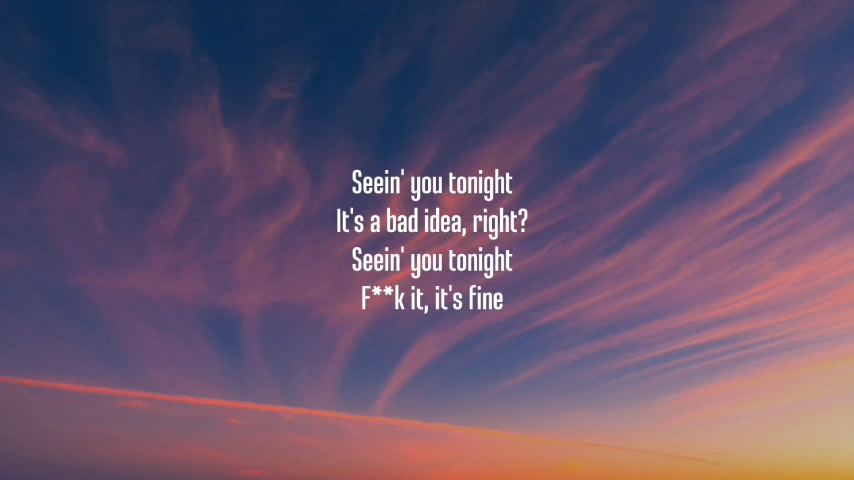 Seein' you tonight
It's a bad idea, right?
Seein' you tonight
F**k it, it's fine